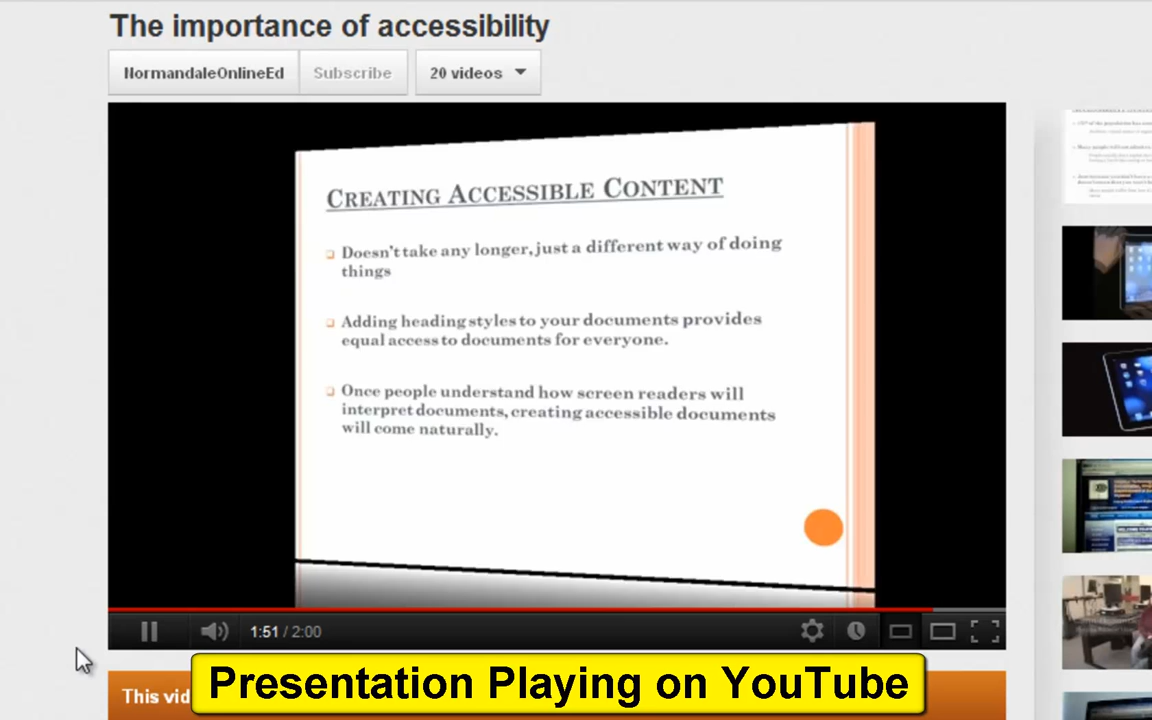 The importance of accessibility
NormandaleOnlineEd
Subscribe
20 videos
CREATING ACCESSIBLE CONTENT
Doesn't take any longer, just a different way of doing
things
Adding heading styles to your documents provides
equal access to documents for everyone.
Once people understand how screen readers will
interpret documents, creating accessible documents
will come naturally.
1:51 / 2:00
This vid
Presentation Playing on YouTube